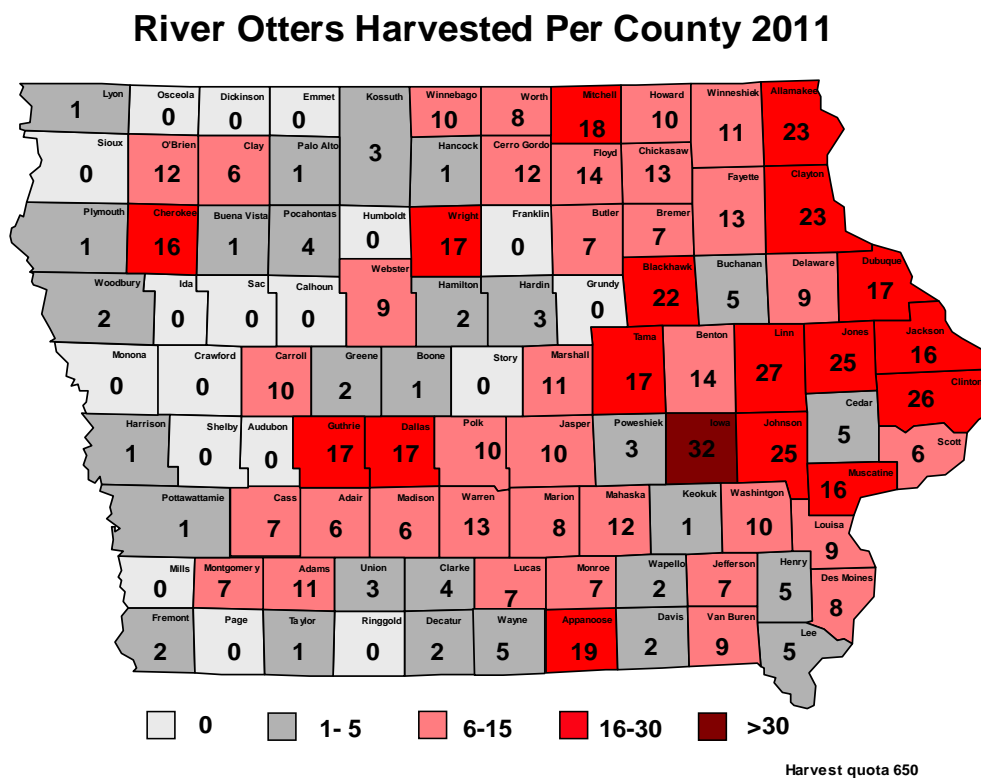 River Otters Harvested Per County 2011
Lyon Osceola Dickinson Emmet Kossuth Winnebago Worth Mitchell Howard Winneshiek Allamakee
1 0 0 0 3 10 8 18 10 11 23
Sioux O'Brien Clay Palo Alto Hancock Cerro Gordo Floyd Chickasaw Fayette Clayton
0 12 6 1 1 12 14 13 13 23
Plymouth Cherokee Buena Vista Pocahontas Humboldt Wright Franklin Butler Bremer
1 16 1 4 0 17 0 7 7
Woodbury Ida Sac Calhoun Webster Hamilton Hardin Grundy Blackhawk Buchanan Delaware Dubuque
2 0 0 0 9 2 3 0 22 5 9 17
Monona Crawford Carroll Greene Boone Story Marshall Tama Benton Linn Jones Jackson
0 0 10 2 1 0 11 17 14 27 25 16
Clinton
26
Harrison Shelby Audubon Guthrie Dallas Polk Jasper Poweshiek Iowa Johnson Cedar Scott
1 0 0 17 17 10 10 3 32 25 5 6
Muscatine
16
Pottawattamie Cass Adair Madison Warren Marion Mahaska Keokuk Washintgon Louisa
1 7 6 6 13 8 12 1 10 9
Mills Montgomery Adams Union Clarke Lucas Monroe Wapello Jefferson Henry Des Moines
0 7 11 3 4 7 7 2 7 5 8
Fremont Page Taylor Ringgold Decatur Wayne Appanoose Davis Van Buren Lee
2 0 1 0 2 5 19 2 9 5
0 1- 5 6-15 16-30 >30
Harvest quota 650